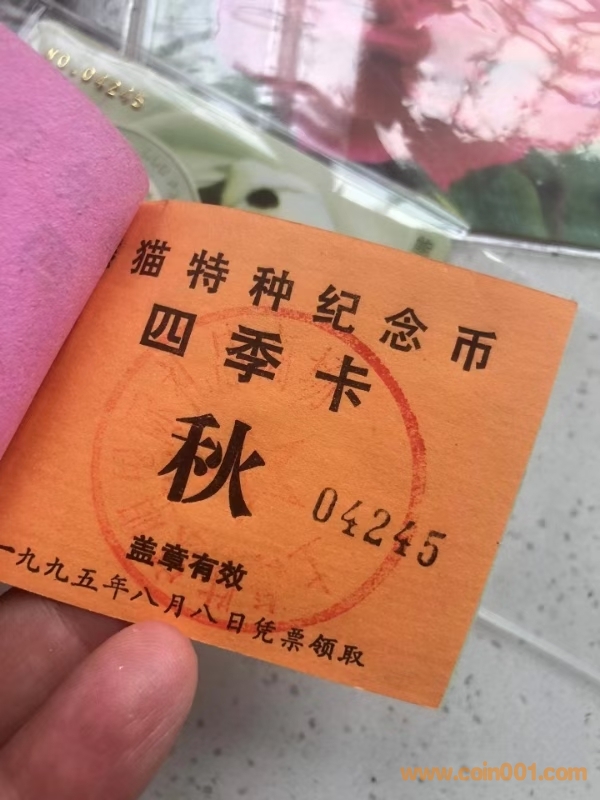 NO.04245
猫特种纪念币
四季卡
秋
04245
盖章有效
一九九五年八月八日凭票领取
www.coin001.com